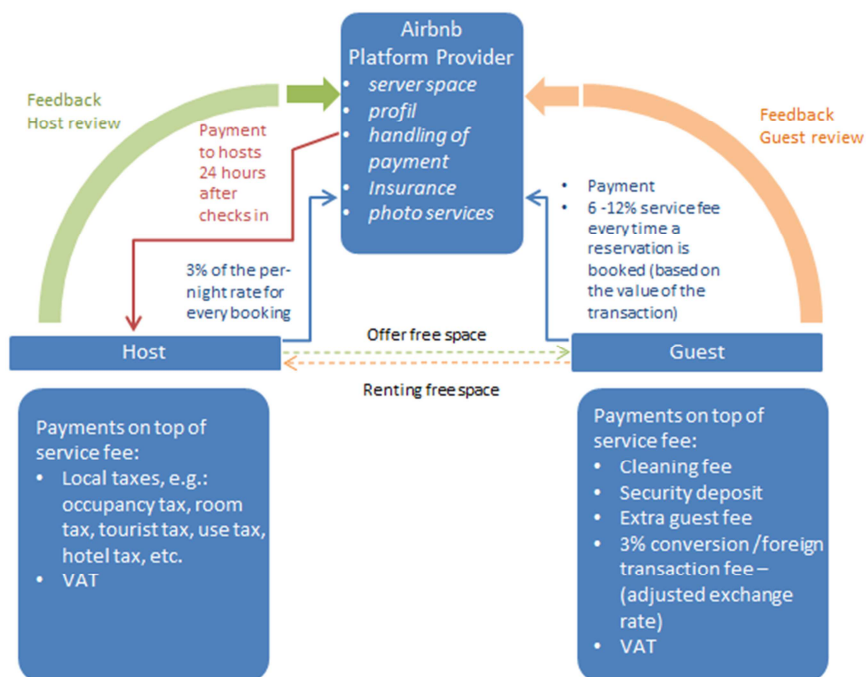 Airbnb
Platform Provider
• server space
• profil
• handling of
payment
• Insurance
• photo services
Feedback
Host review
Payment
to hosts
24 hours
after
checks in
3% of the per-
night rate for
every booking
Feedback
Guest review
• Payment
• 6 -12% service fee
every time a
reservation is
booked (based on
the value of the
transaction)
Host
Offer free space
Renting free space
Guest
Payments on top of
service fee:
• Local taxes, e.g.:
occupancy tax, room
tax, tourist tax, use tax,
hotel tax, etc.
• VAT
Payments on top of
service fee:
• Cleaning fee
• Security deposit
• Extra guest fee
• 3% conversion /foreign
transaction fee –
(adjusted exchange
rate)
• VAT